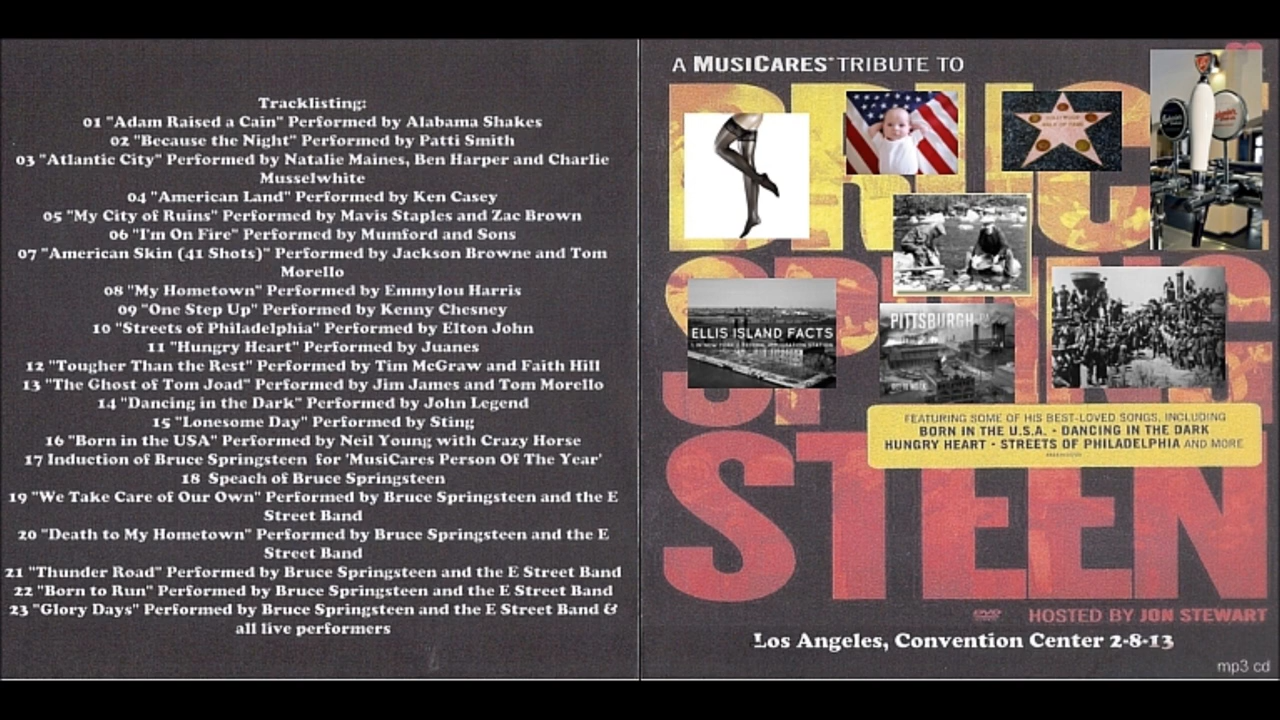 Tracklisting:
01 "Adam Raised a Cain" Performed by Alabama Shakes
02 "Because the Night" Performed by Patti Smith
03 "Atlantic City" Performed by Natalie Maines, Ben Harper and Charlie
Musselwhite
04 "American Land" Performed by Ken Casey
05 "My City of Ruins" Performed by Mavis Staples and Zac Brown
06 "I'm On Fire" Performed by Mumford and Sons
07 "American Skin (41 Shots)" Performed by Jackson Browne and Tom
Morello
08 "My Hometown" Performed by Emmylou Harris
09 "One Step Up" Performed by Kenny Chesney
10 "Streets of Philadelphia" Performed by Elton John
11 "Hungry Heart" Performed by Juanes
12 "Tougher Than the Rest" Performed by Tim McGraw and Faith Hill
13 "The Ghost of Tom Joad" Performed by Jim James and Tom Morello
14 "Dancing in the Dark" Performed by John Legend
15 "Lonesome Day" Performed by Sting
16 "Born in the USA" Performed by Neil Young with Crazy Horse
17 Induction of Bruce Springsteen for 'MusiCares Person Of The Year'
18 Speach of Bruce Springsteen
19 "We Take Care of Our Own" Performed by Bruce Springsteen and the E
Street Band
20 "Death to My Hometown" Performed by Bruce Springsteen and the E
Street Band
21 "Thunder Road" Performed by Bruce Springsteen and the E Street Band
22 "Born to Run" Performed by Bruce Springsteen and the E Street Band
23 "Glory Days" Performed by Bruce Springsteen and the E Street Band &
all live performers
A MUSICARES TRIBUTE TO
BRUCE
SPRING
STEEN
HOLLYWOOD
WALK OF FAME
ELLIS ISLAND FACTS
PITTSBURGH
FEATURING SOME OF HIS BEST-LOVED SONGS, INCLUDING
BORN IN THE U.S.A. • DANCING IN THE DARK
HUNGRY HEART • STREETS OF PHILADELPHIA AND MORE
DVD HOSTED BY JON STEWART
Los Angeles, Convention Center 2-8-13
mp3 cd